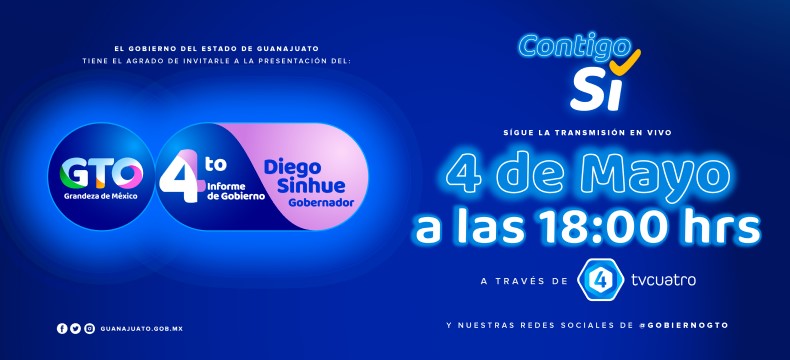 EL GOBIERNO DEL ESTADO DE GUANAJUATO
TIENE EL AGRADO DE INVITARLE A LA PRESENTACIÓN DEL:
GTO
Grandeza de México
4to
Informe
de Gobierno
Diego
Sinhue
Gobernador
GUANAJUATO.GOB.MX
Contigo
Sí
SÍGUE LA TRANSMISIÓN EN VIVO
4 de Mayo
a las 18:00 hrs
A TRAVÉS DE 4 tvcuatro
Y NUESTRAS REDES SOCIALES DE #GOBIERNOGTO